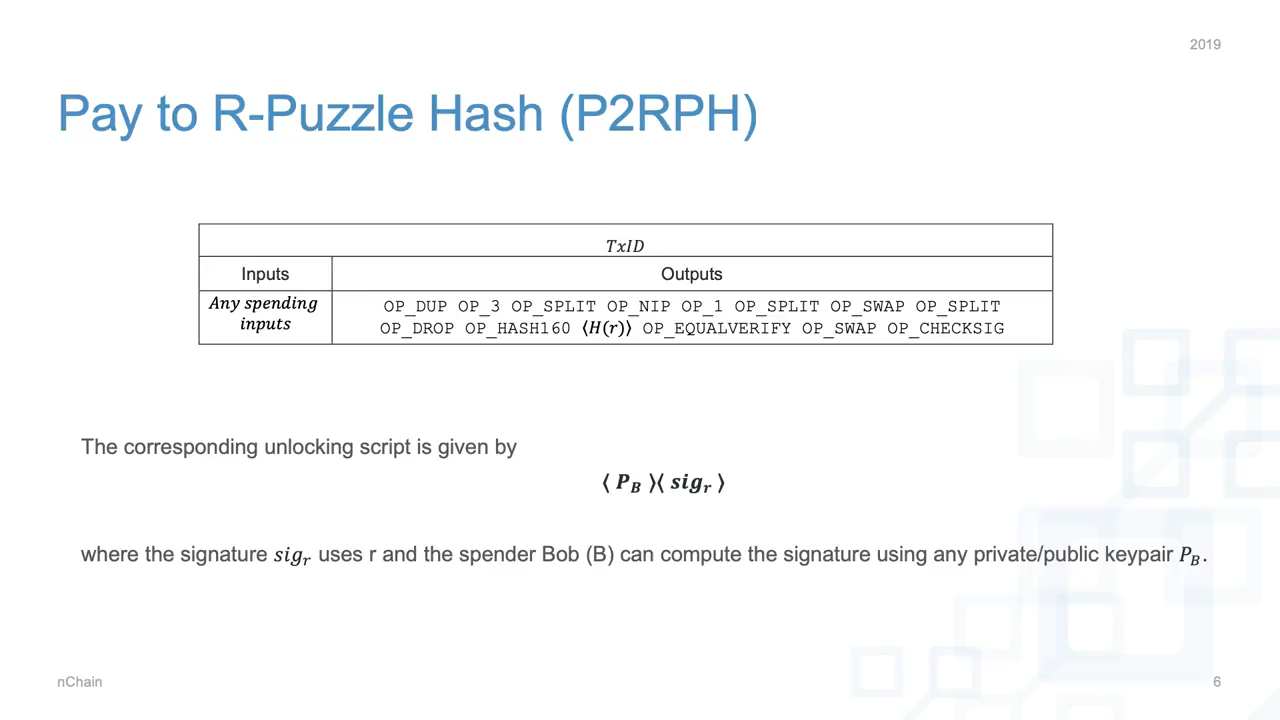 2019
Pay to R-Puzzle Hash (P2RPH)
TxID
Inputs
Outputs
Any spending
inputs
OP_DUP OP_3 OP_SPLIT OP_NIP OP_1 OP_SPLIT OP_SWAP OP_SPLIT
OP_DROP OP_HASH160 ⟨H(r)⟩ OP_EQUALVERIFY OP_SWAP OP_CHECKSIG
The corresponding unlocking script is given by
⟨ P_B ⟩⟨ sig_r ⟩
where the signature sig_r uses r and the spender Bob (B) can compute the signature using any private/public keypair P_B.
nChain
6